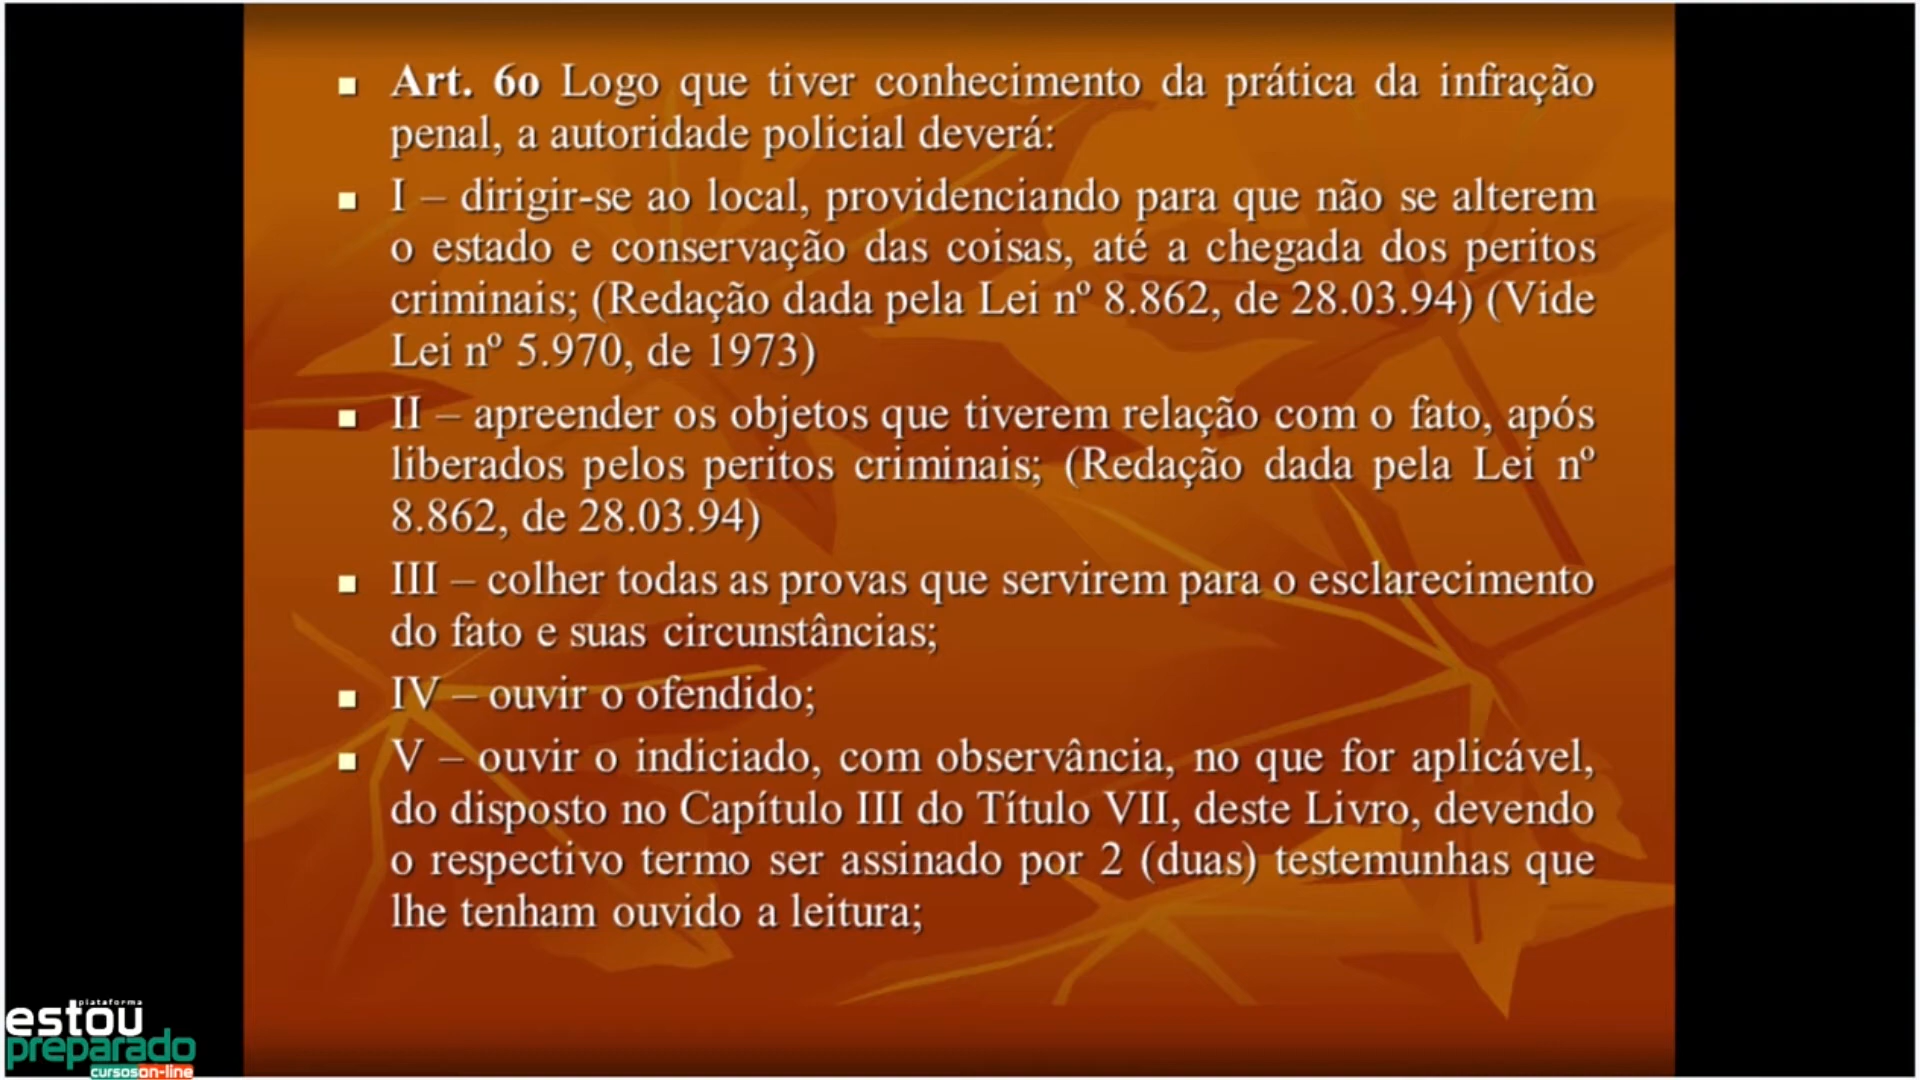 Art. 6o Logo que tiver conhecimento da prática da infração
penal, a autoridade policial deverá:
I – dirigir-se ao local, providenciando para que não se alterem
o estado e conservação das coisas, até a chegada dos peritos
criminais; (Redação dada pela Lei nº 8.862, de 28.03.94) (Vide
Lei nº 5.970, de 1973)
II – apreender os objetos que tiverem relação com o fato, após
liberados pelos peritos criminais; (Redação dada pela Lei nº
8.862, de 28.03.94)
III – colher todas as provas que servirem para o esclarecimento
do fato e suas circunstâncias;
IV – ouvir o ofendido;
V – ouvir o indiciado, com observância, no que for aplicável,
do disposto no Capítulo III do Título VII, deste Livro, devendo
o respectivo termo ser assinado por 2 (duas) testemunhas que
lhe tenham ouvido a leitura;
plataforma
estou
preparado
cursoson-line